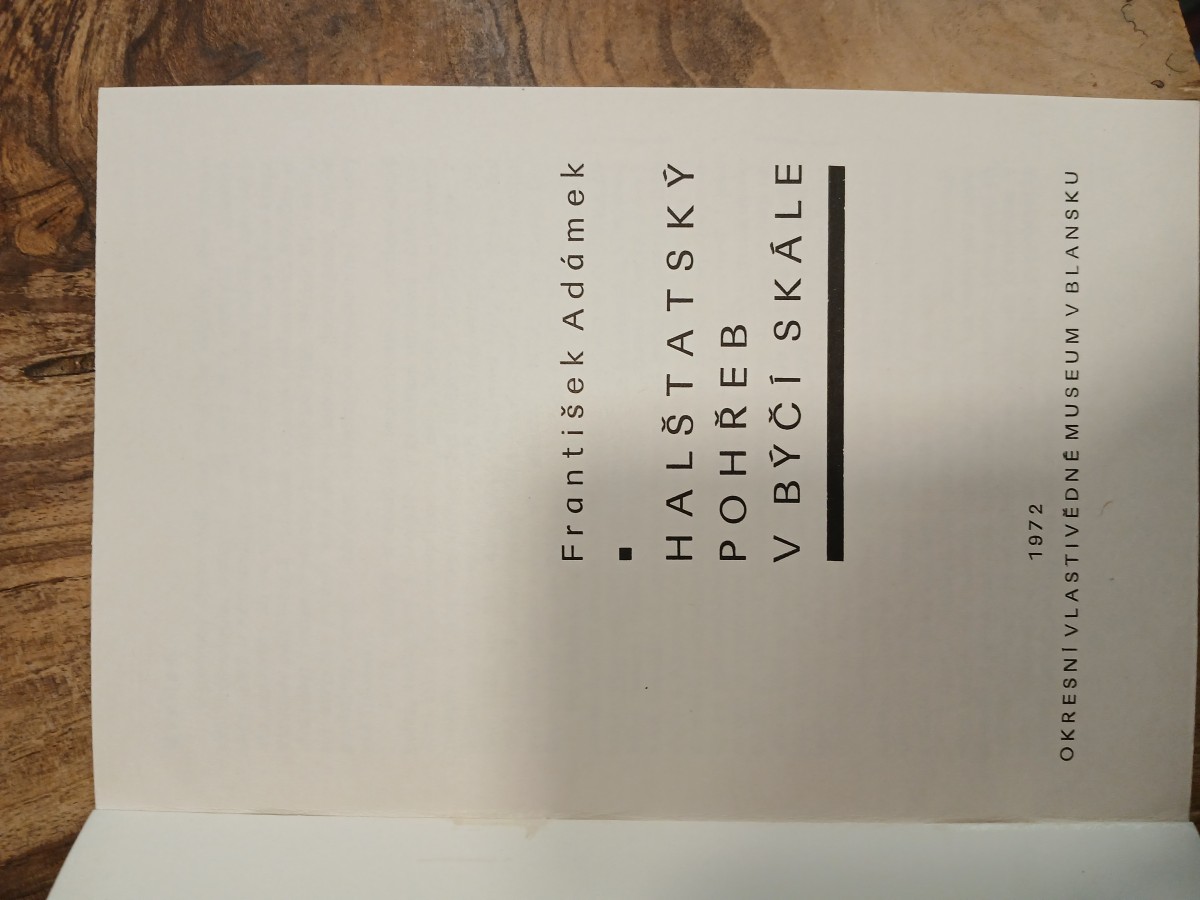 František Adámek
HALŠTATSKÝ
POHŘEB
V BÝČÍ SKÁLE
1972
OKRESNÍ VLASTIVĚDNÉ MUSEUM V BLANSKU